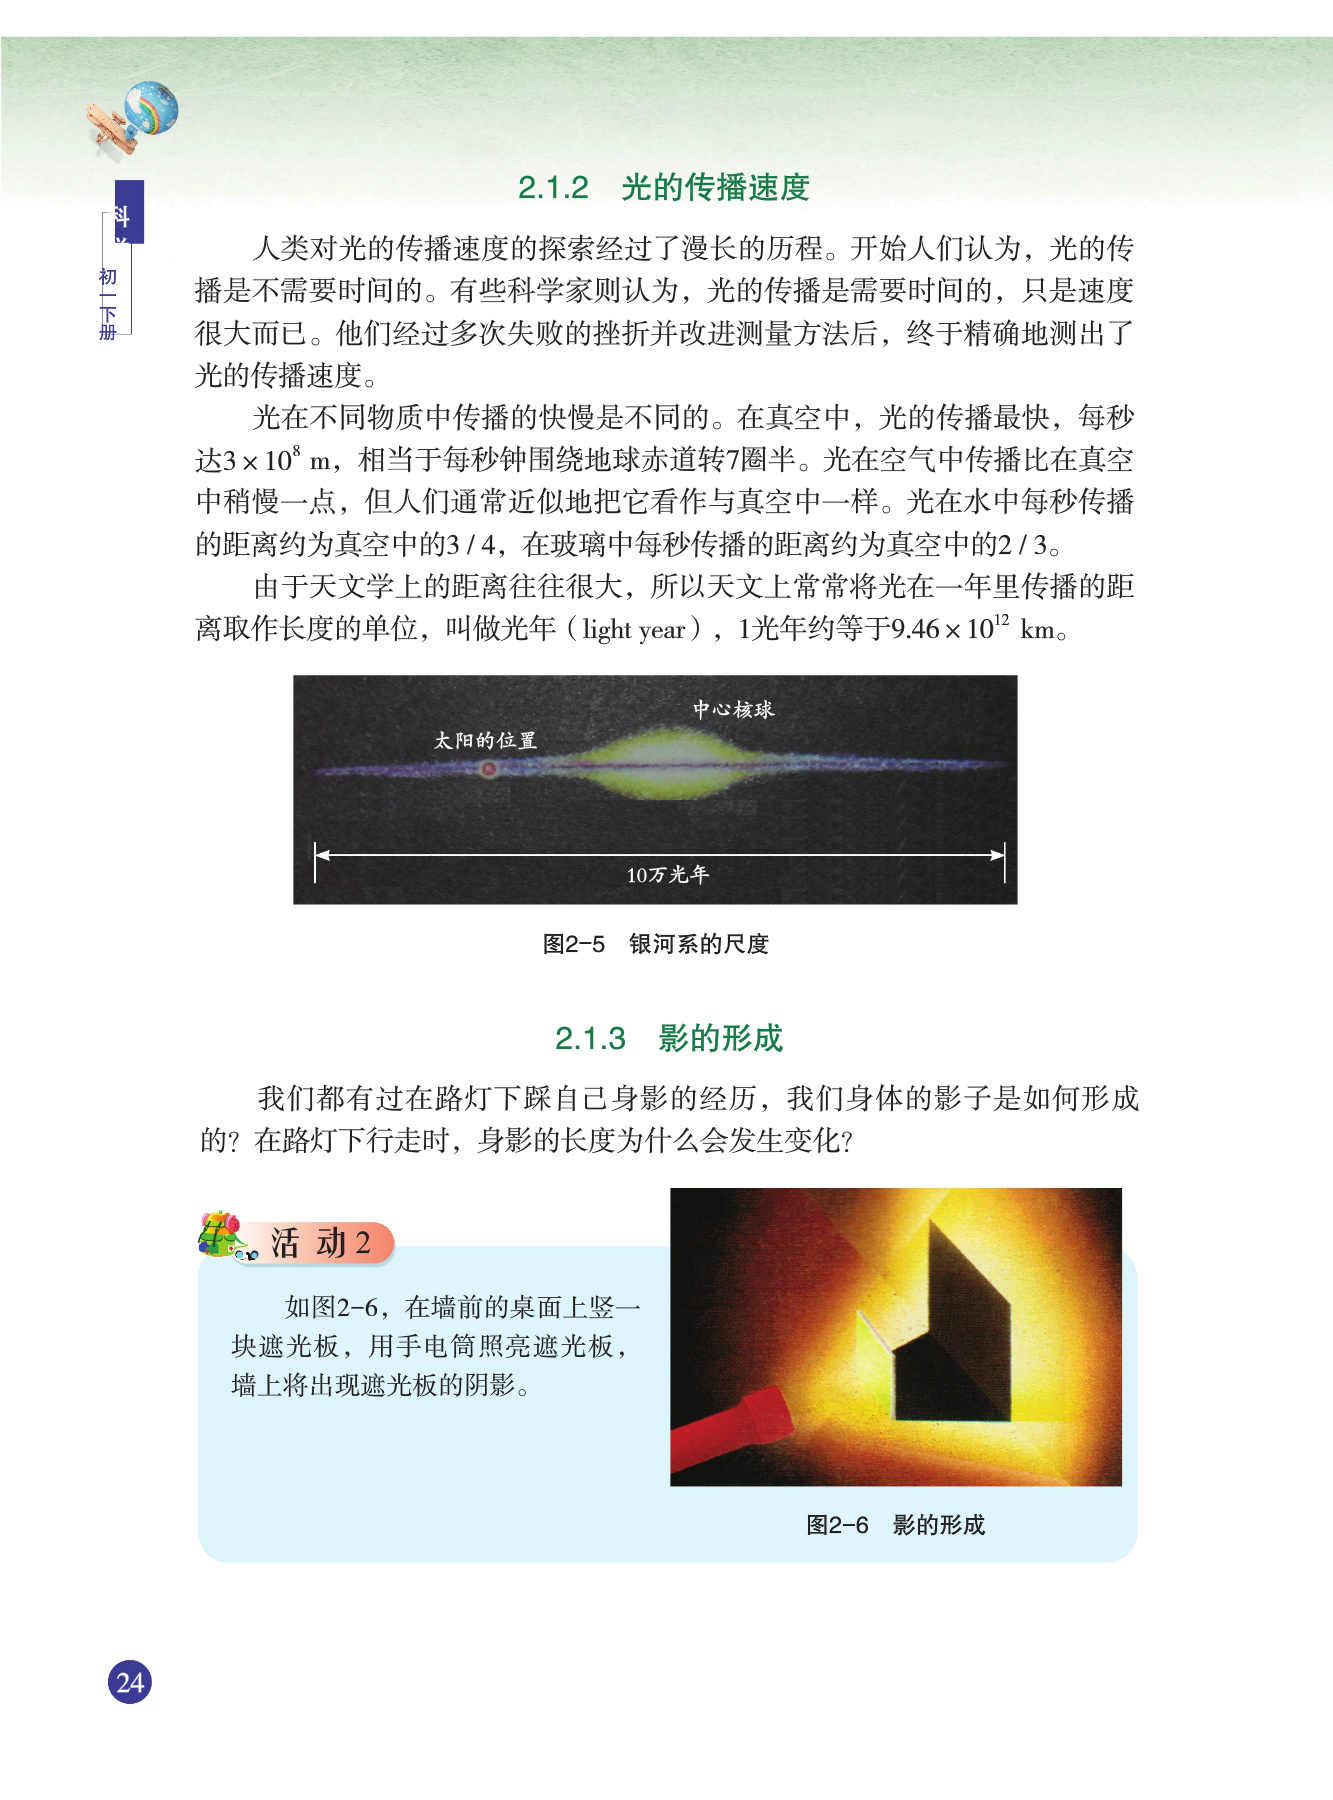 科
初一下册
2.1.2 光的传播速度
人类对光的传播速度的探索经过了漫长的历程。开始人们认为，光的传
播是不需要时间的。有些科学家则认为，光的传播是需要时间的，只是速度
很大而已。他们经过多次失败的挫折并改进测量方法后，终于精确地测出了
光的传播速度。
光在不同物质中传播的快慢是不同的。在真空中，光的传播最快，每秒
达3 × 10⁸ m，相当于每秒钟围绕地球赤道转7圈半。光在空气中传播比在真空
中稍慢一点，但人们通常近似地把它看作与真空中一样。光在水中每秒传播
的距离约为真空中的3 / 4，在玻璃中每秒传播的距离约为真空中的2 / 3。
由于天文学上的距离往往很大，所以天文上常常将光在一年里传播的距
离取作长度的单位，叫做光年（light year），1光年约等于9.46 × 10¹² km。
中心核球
太阳的位置
10万光年
图2-5 银河系的尺度
2.1.3 影的形成
我们都有过在路灯下踩自己身影的经历，我们身体的影子是如何形成
的？在路灯下行走时，身影的长度为什么会发生变化？
活动2
如图2-6，在墙前的桌面上竖一
块遮光板，用手电筒照亮遮光板，
墙上将出现遮光板的阴影。
图2-6 影的形成
24